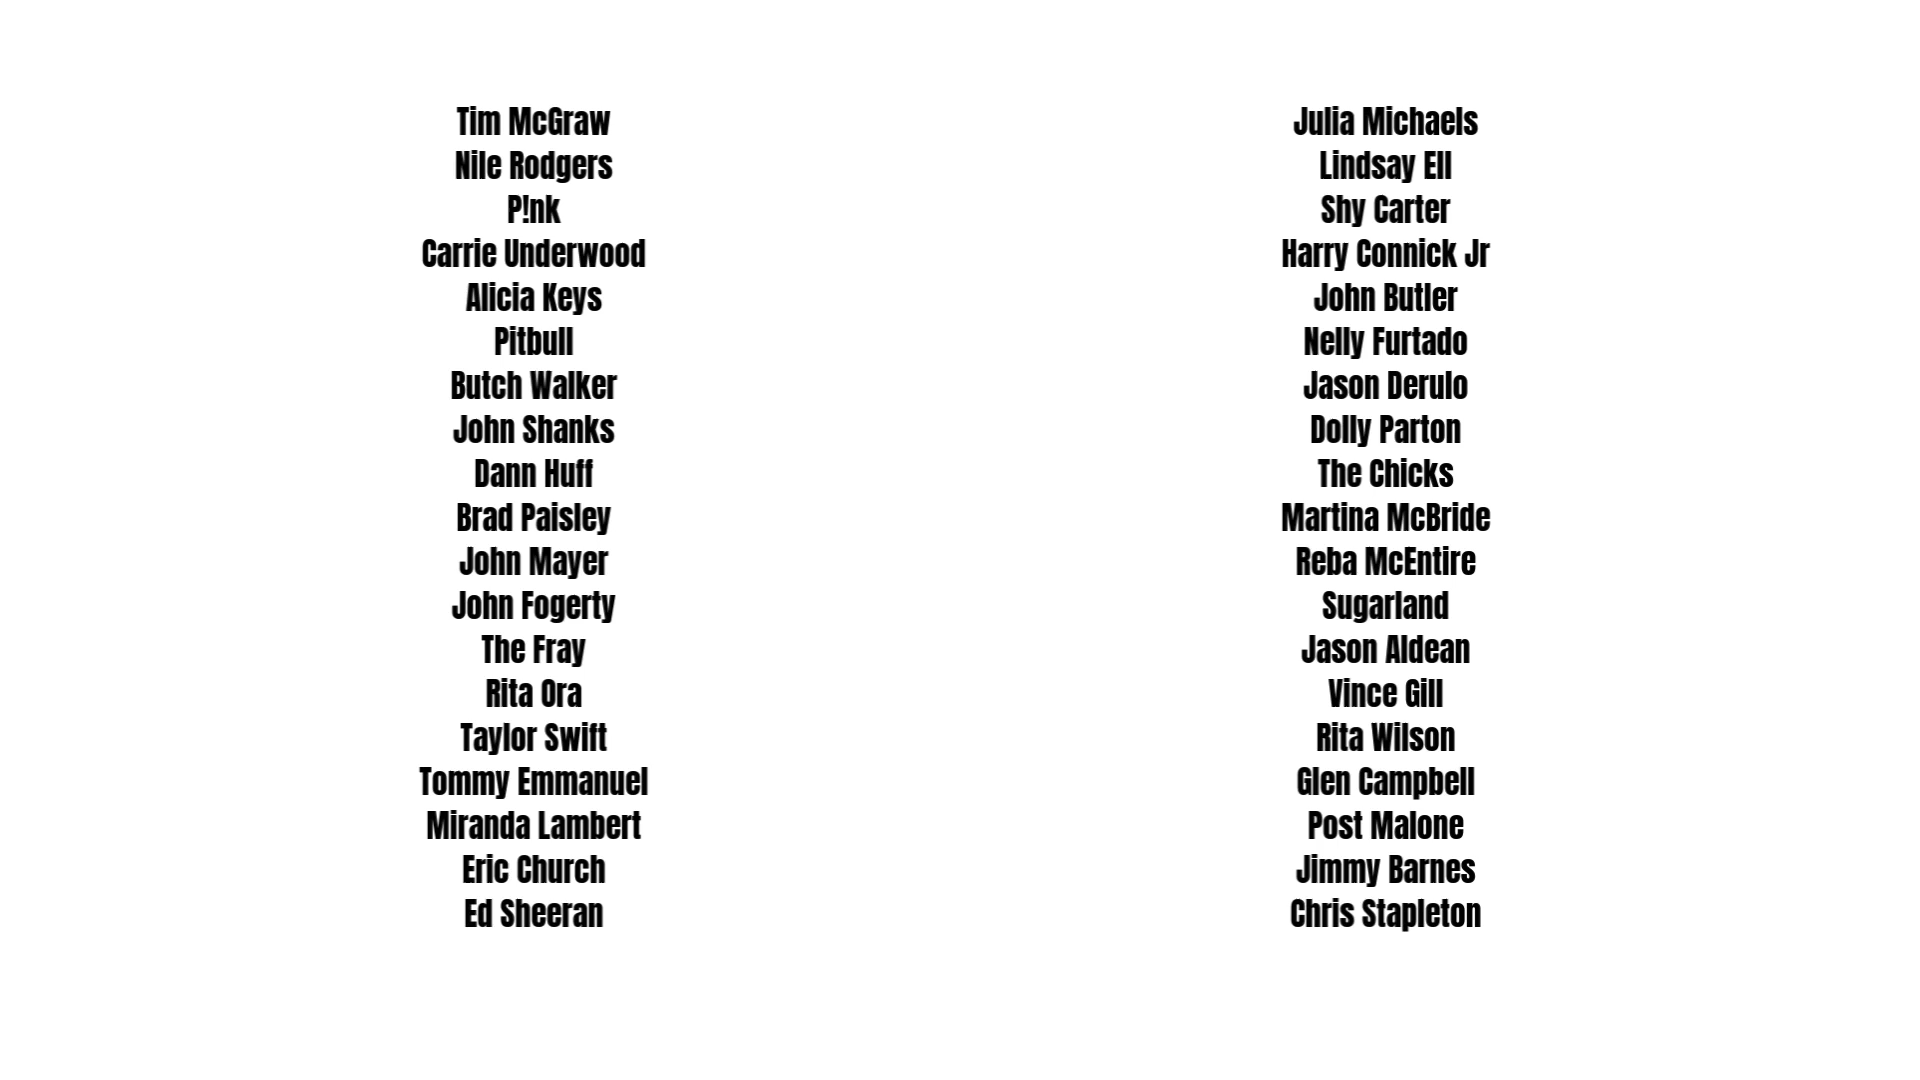 Tim McGraw
Nile Rodgers
P!nk
Carrie Underwood
Alicia Keys
Pitbull
Butch Walker
John Shanks
Dann Huff
Brad Paisley
John Mayer
John Fogerty
The Fray
Rita Ora
Taylor Swift
Tommy Emmanuel
Miranda Lambert
Eric Church
Ed Sheeran
Julia Michaels
Lindsay Ell
Shy Carter
Harry Connick Jr
John Butler
Nelly Furtado
Jason Derulo
Dolly Parton
The Chicks
Martina McBride
Reba McEntire
Sugarland
Jason Aldean
Vince Gill
Rita Wilson
Glen Campbell
Post Malone
Jimmy Barnes
Chris Stapleton